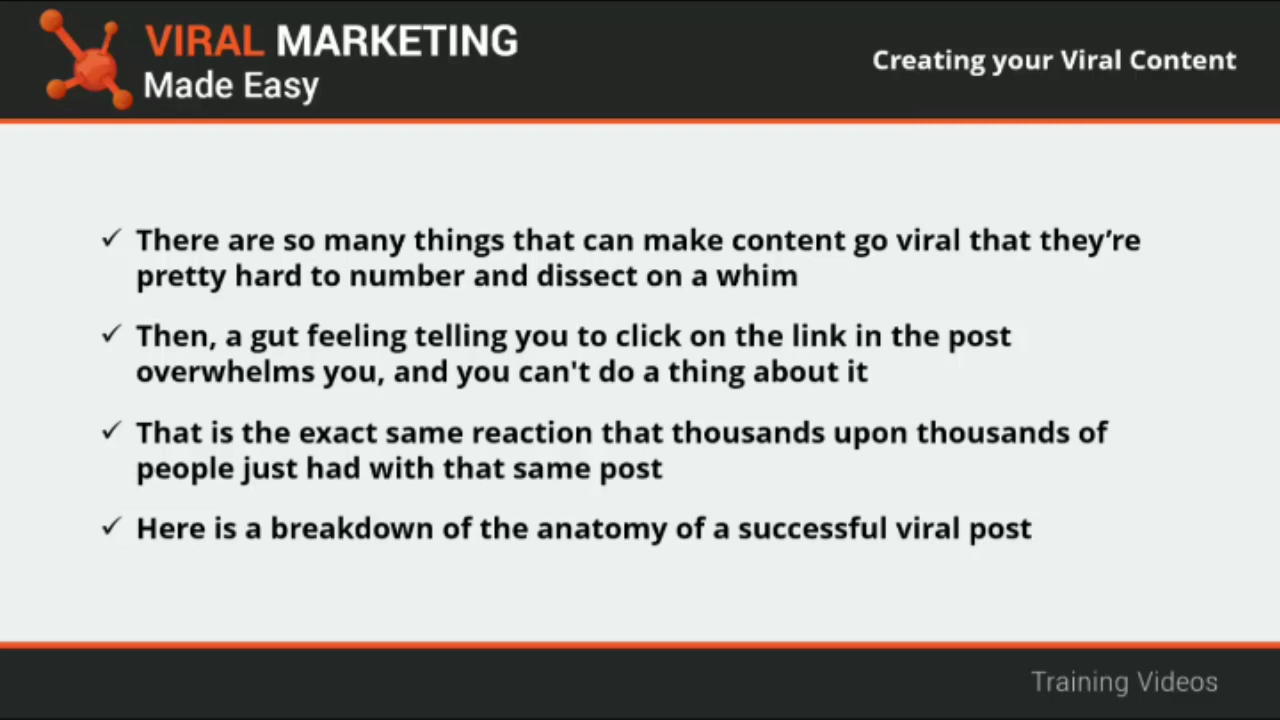 VIRAL MARKETING
Made Easy
Creating your Viral Content
✓ There are so many things that can make content go viral that they’re
pretty hard to number and dissect on a whim
✓ Then, a gut feeling telling you to click on the link in the post
overwhelms you, and you can't do a thing about it
✓ That is the exact same reaction that thousands upon thousands of
people just had with that same post
✓ Here is a breakdown of the anatomy of a successful viral post
Training Videos